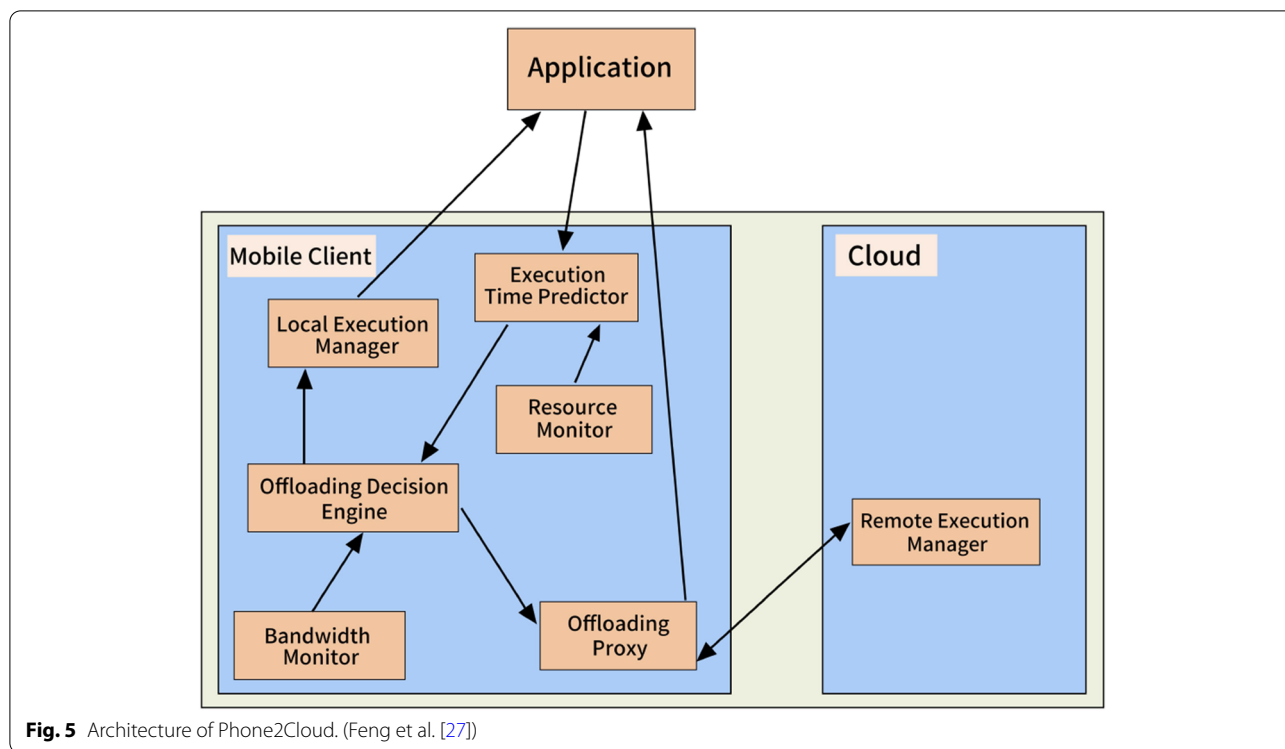 Application
Mobile Client
Cloud
Execution
Time Predictor
Local Execution
Manager
Resource
Monitor
Offloading Decision
Engine
Remote Execution
Manager
Bandwidth
Monitor
Offloading
Proxy
Fig. 5 Architecture of Phone2Cloud. (Feng et al. [27])